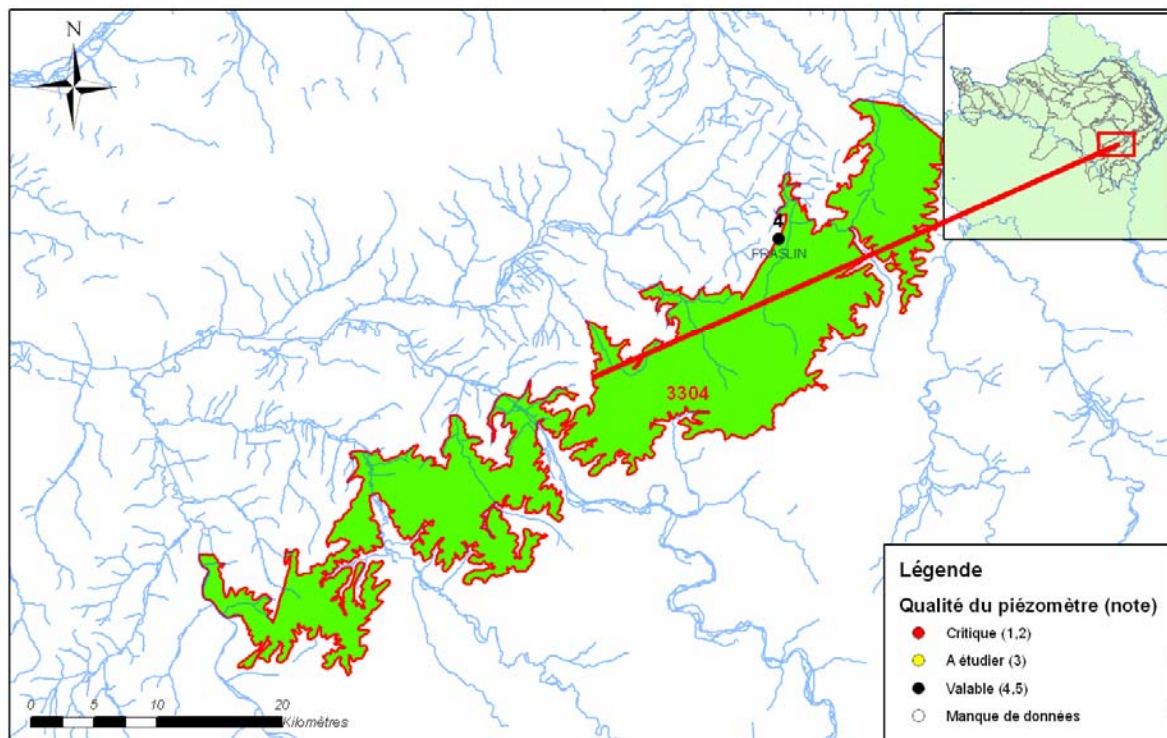 N
4
PRASLIN
3304
0 5 10 20
Kilomètres
Légende
Qualité du piézomètre (note)
Critique (1,2)
A étudier (3)
Valable (4,5)
Manque de données